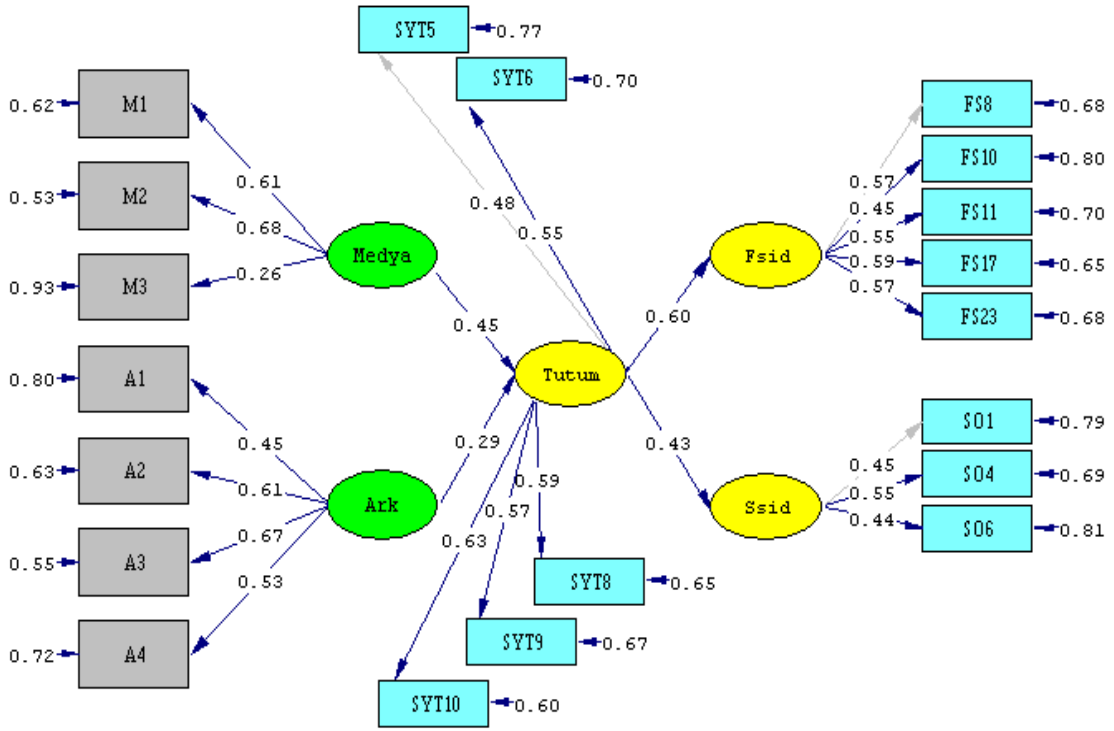 SYT5
0.77
SYT6
0.70
0.62
M1
0.61
0.53
M2
0.68
0.93
M3
0.26
Medya
0.45
0.48
0.55
FS8
0.68
0.57
FS10
0.80
0.45
FS11
0.70
0.55
FS17
0.65
0.59
FS23
0.68
0.57
Fsid
0.60
Tutum
0.80
A1
0.45
0.63
A2
0.61
0.55
A3
0.67
0.72
A4
0.53
Ark
0.29
0.43
Ssid
SO1
0.79
0.45
SO4
0.69
0.55
SO6
0.81
0.44
0.59
SYT8
0.65
0.57
SYT9
0.67
0.63
SYT10
0.60